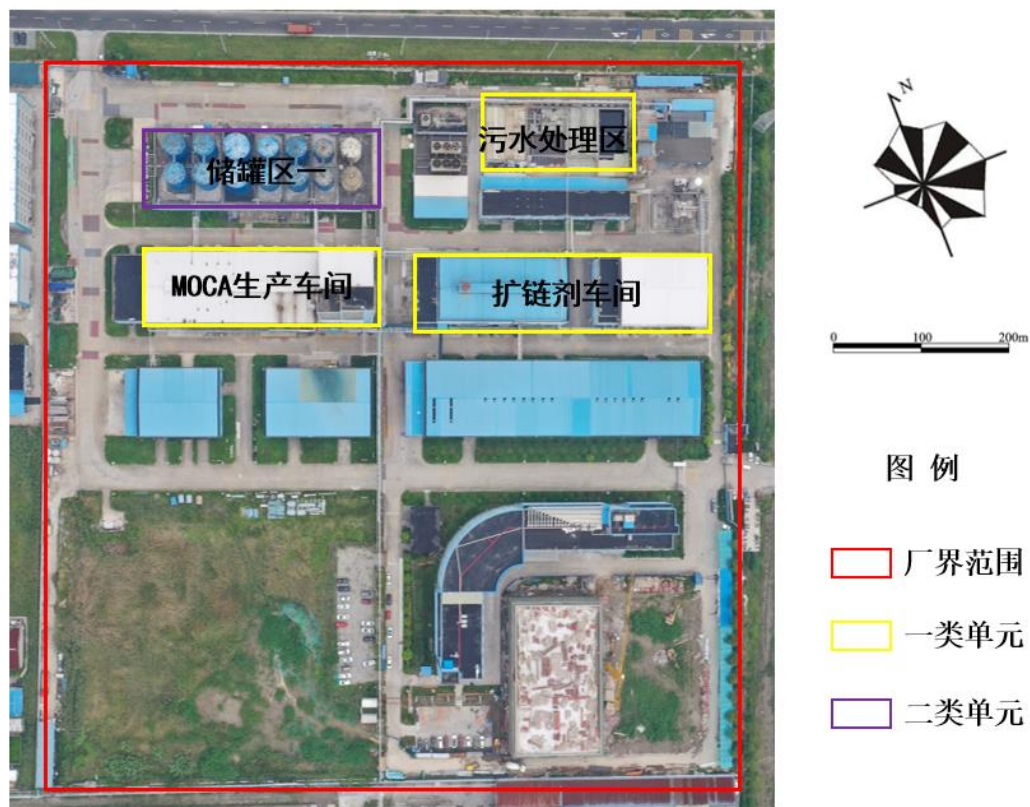 污水处理区
储罐区一
MOCA生产车间
扩链剂车间
N
0 100 200m
图 例
厂界范围
一类单元
二类单元